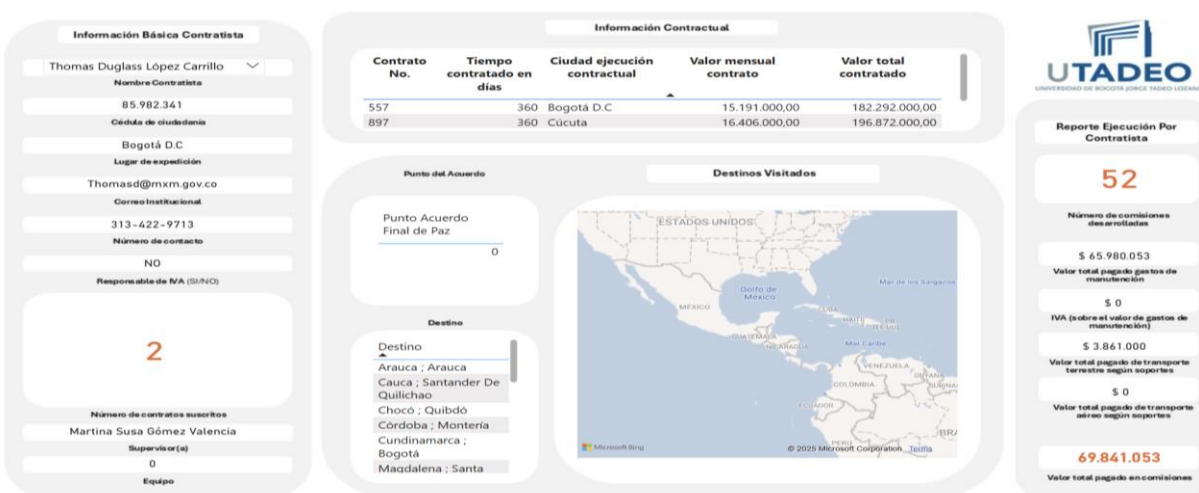 Información Básica Contratista
Thomas Duglass López Carrillo
Nombre Contratista
85.982.341
Cédula de ciudadanía
Bogotá D.C
Lugar de expedición
Thomasd@mxm.gov.co
Correo Institucional
313-422-9713
Número de contacto
NO
Responsable de IVA (SI/NO)
2
Número de contratos suscritos
Martina Susa Gómez Valencia
Supervisor(a)
0
Equipo
Información Contractual
Contrato No. Tiempo contratado en días Ciudad ejecución contractual Valor mensual contrato Valor total contratado
557 360 Bogotá D.C 15.191.000,00 182.292.000,00
897 360 Cúcuta 16.406.000,00 196.872.000,00
Punto del Acuerdo
Punto Acuerdo
Final de Paz
0
Destino
Destino
Arauca ; Arauca
Cauca ; Santander De
Quilichao
Chocó ; Quibdó
Córdoba ; Montería
Cundinamarca ;
Bogotá
Magdalena ; Santa
Destinos Visitados
ESTADOS UNIDOS
Golfo de
México
Mar de los Sargazos
MÉXICO
CUBA
HAITÍ
GUATEMALA
NICARAGUA
Mar Caribe
VENEZUELA
GUYANA
COLOMBIA
ECUADOR
PERÚ
BRA
Microsoft Bing
© 2025 Microsoft Corporation Terms
UTADEO
UNIVERSIDAD DE BOGOTÁ JORGE TADEO LOZANO
Reporte Ejecución Por
Contratista
52
Número de comisiones
desarrolladas
$ 65.980.053
Valor total pagado gastos de
manutención
$ 0
IVA (sobre el valor de gastos de
manutención)
$ 3.861.000
Valor total pagado de transporte
terrestre según soportes
$ 0
Valor total pagado de transporte
aéreo según soportes
69.841.053
Valor total pagado en comisiones